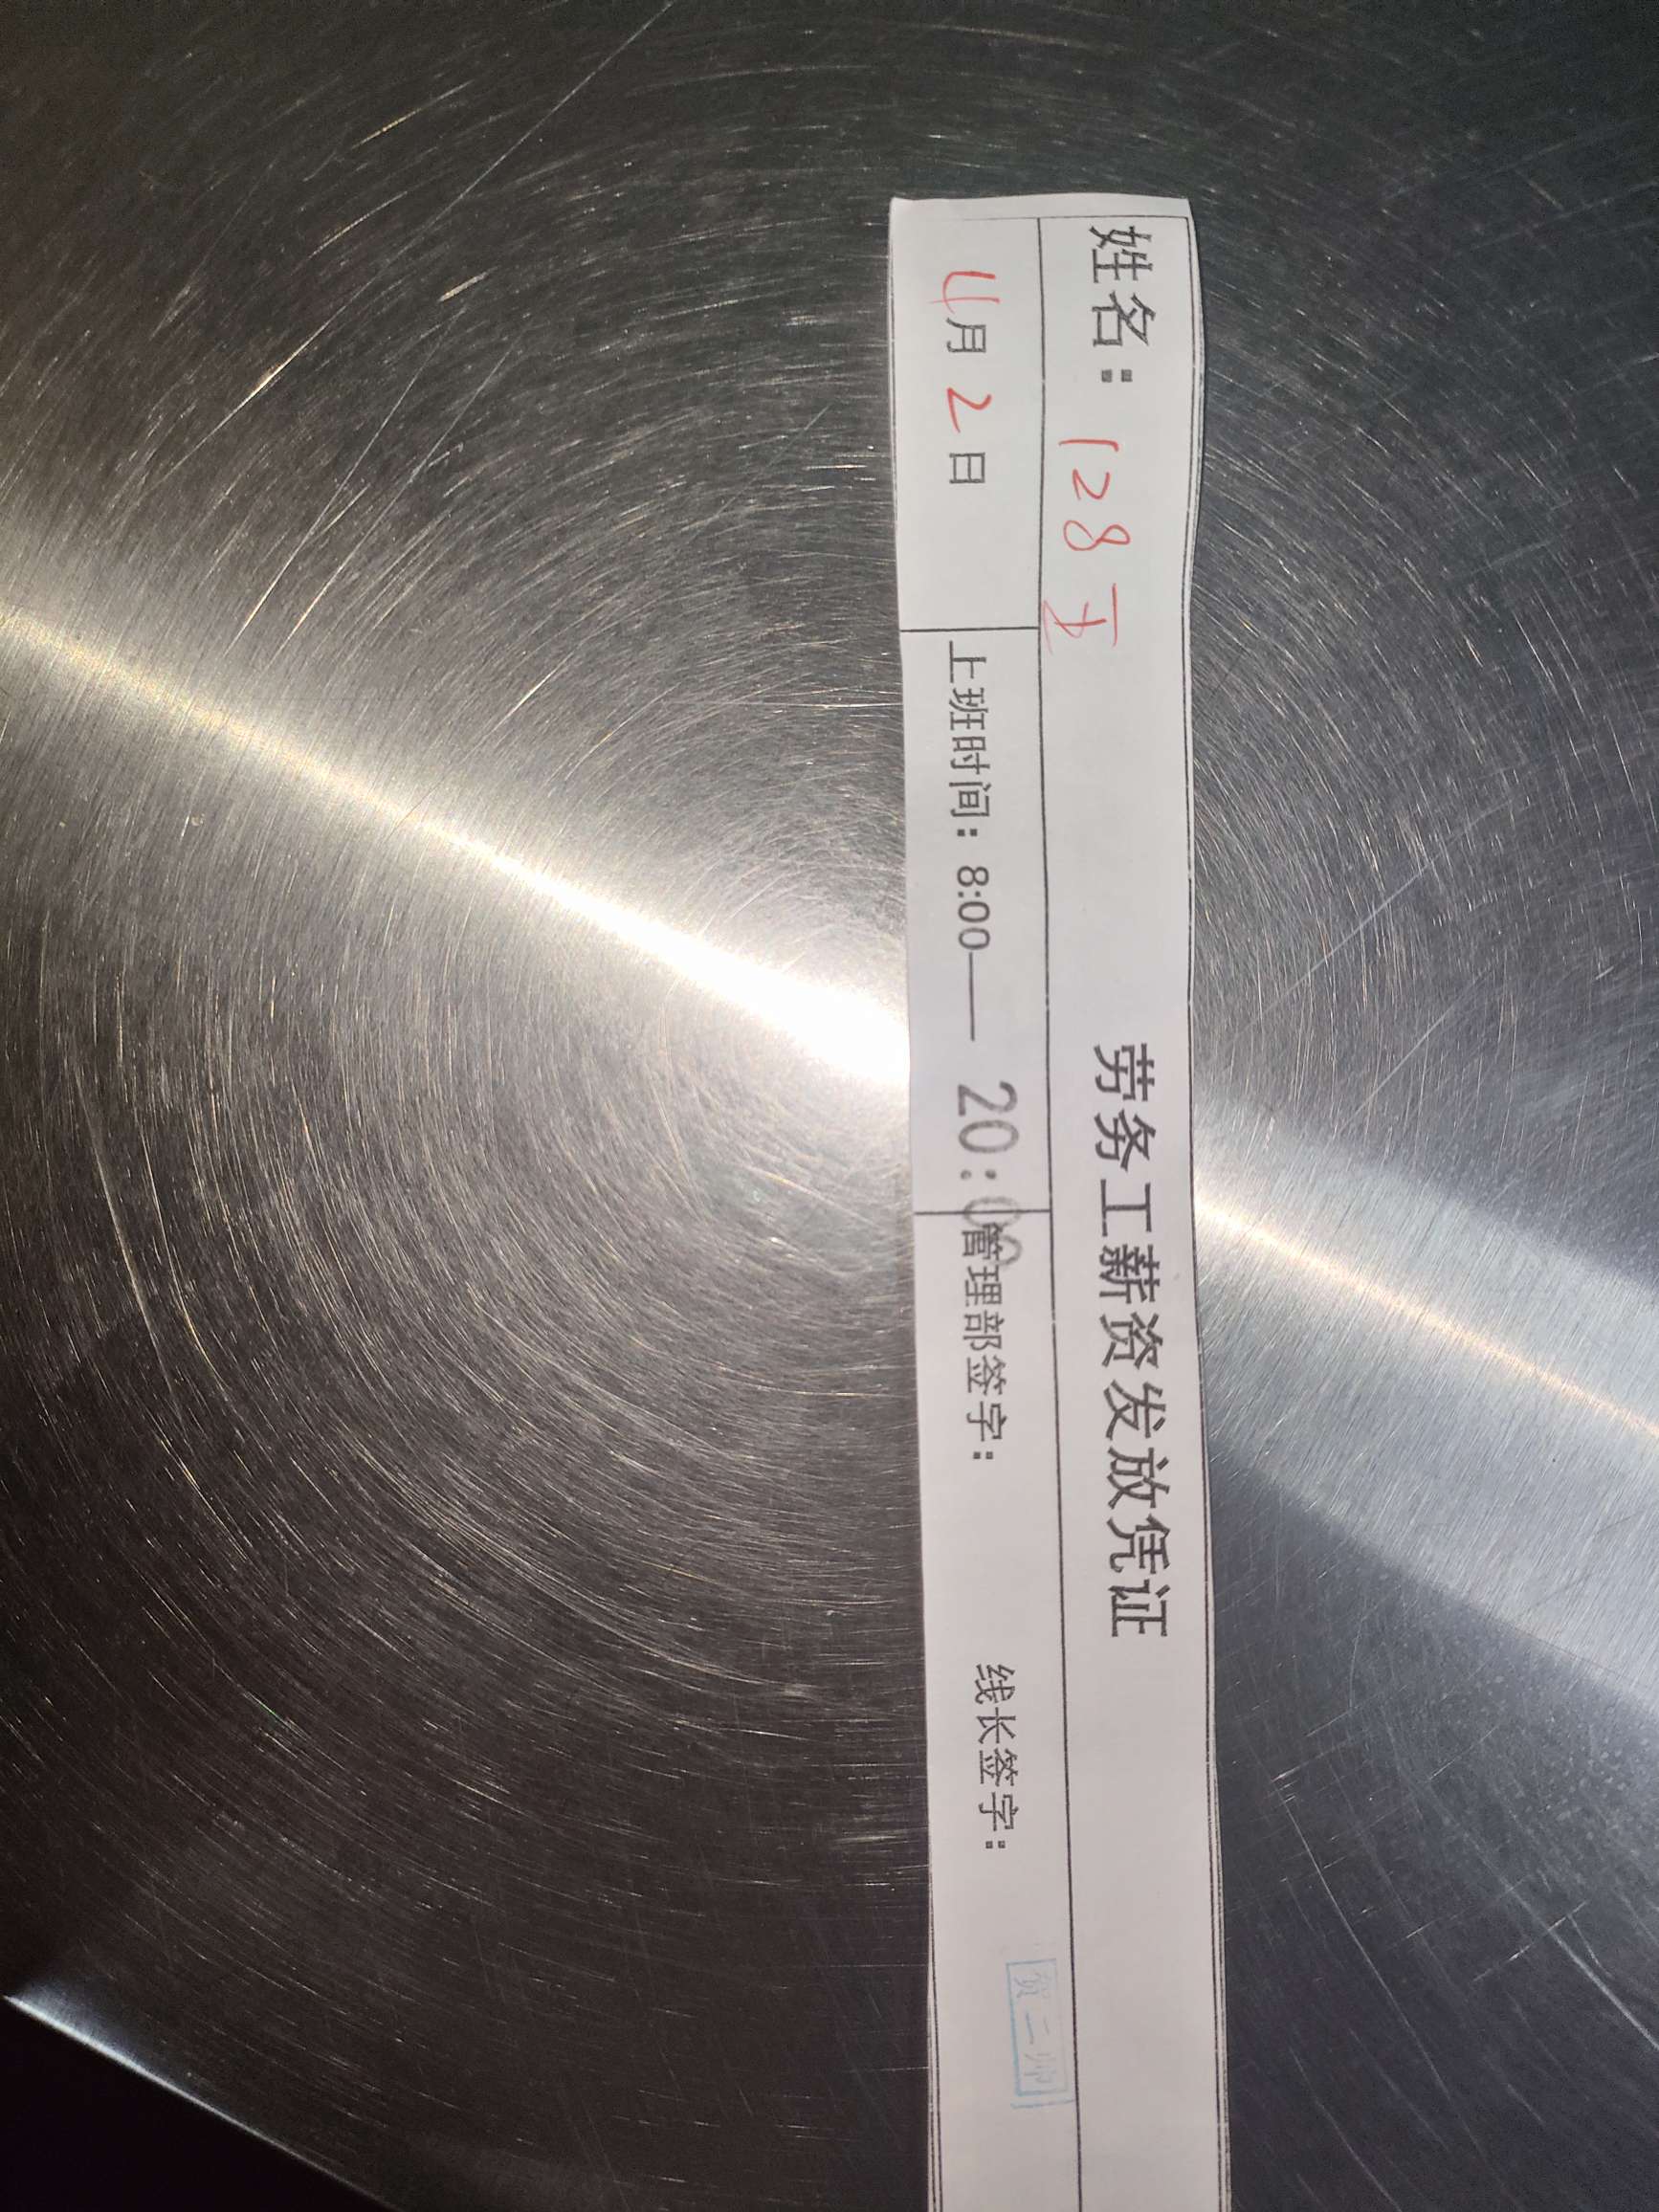 劳务工薪资发放凭证
姓名：128
4月2日 上班时间：8:00—20:00 管理部签字： 线长签字：